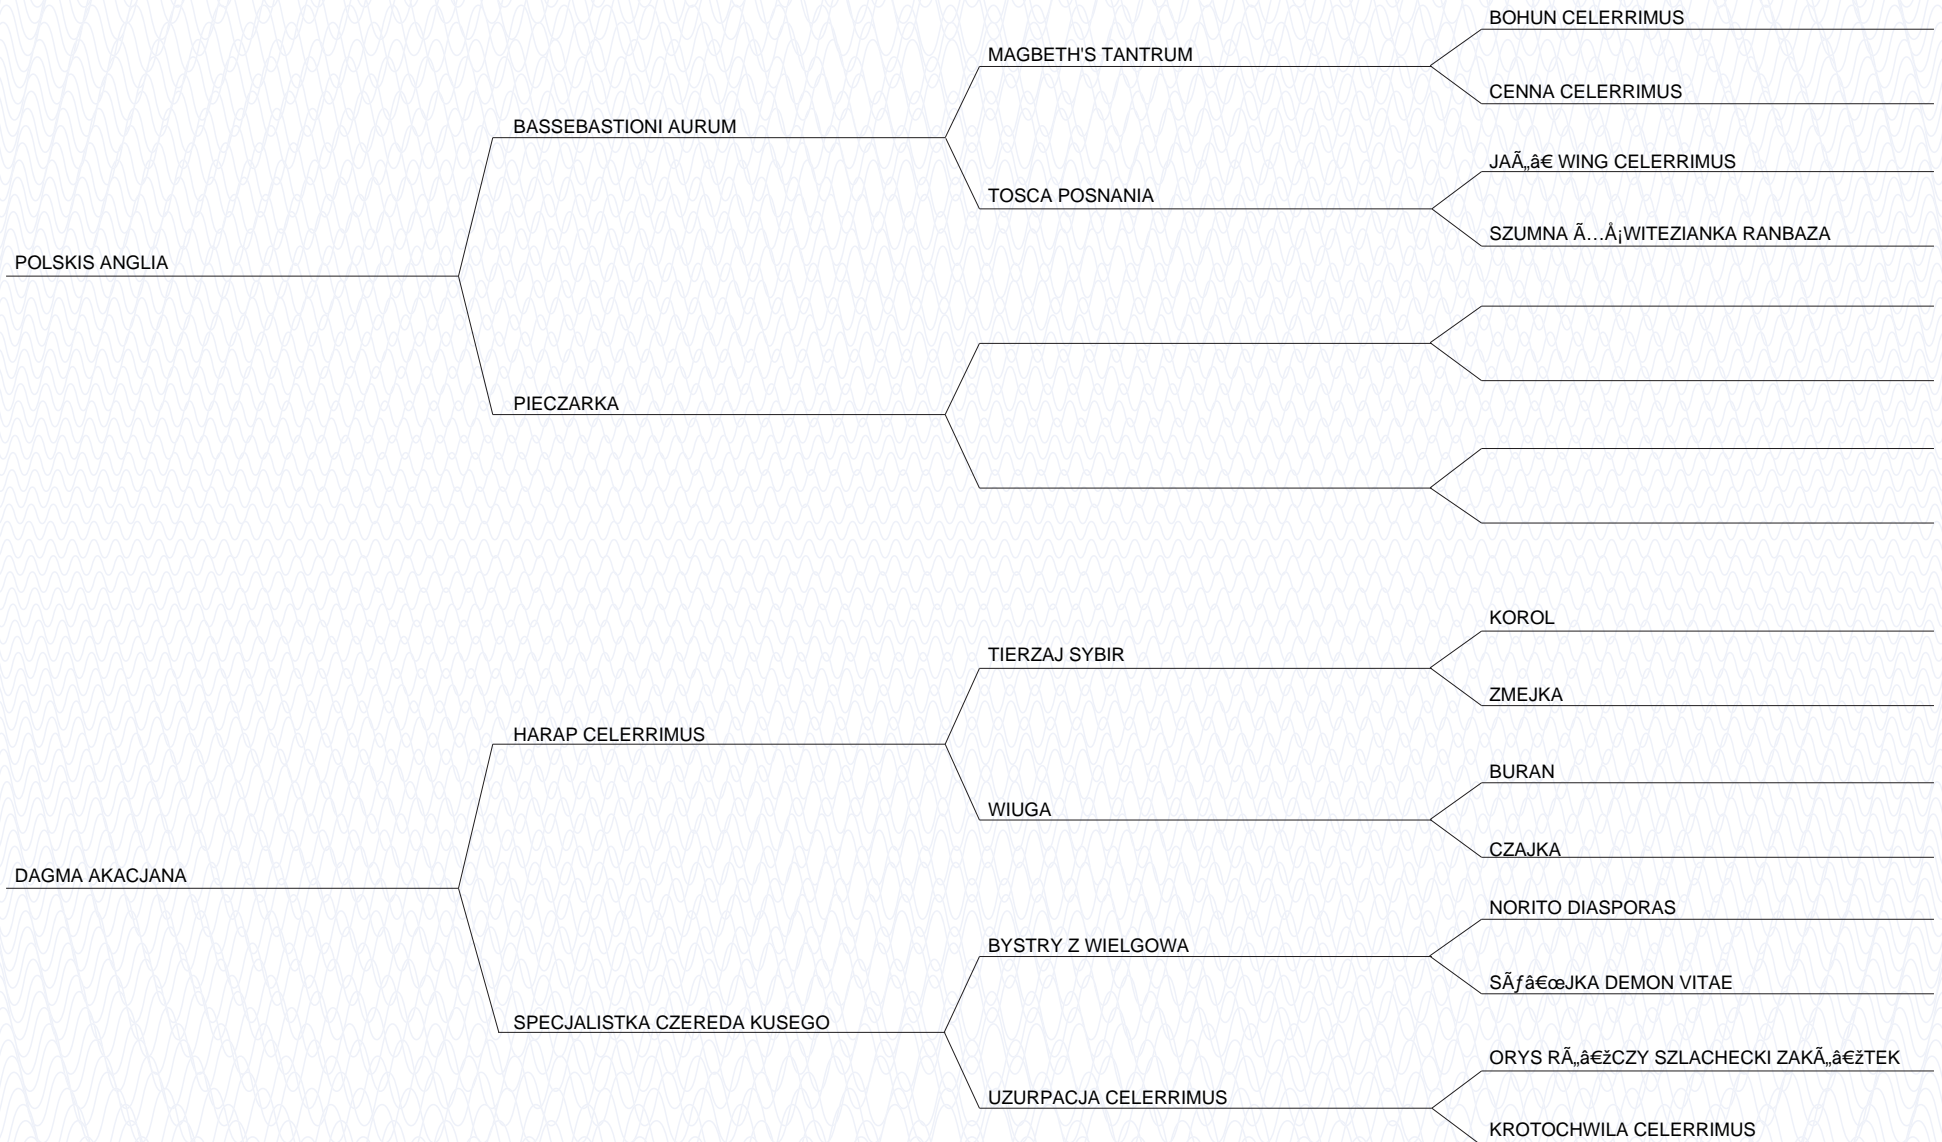 BOHUN CELERRIMUS
MAGBETH'S TANTRUM
CENNA CELERRIMUS
BASSEBASTIONI AURUM
JAÃ„â€ WING CELERRIMUS
TOSCA POSNANIA
SZUMNA Ã…Å¡WITEZIANKA RANBAZA
POLSKIS ANGLIA
PIECZARKA
KOROL
TIERZAJ SYBIR
ZMEJKA
HARAP CELERRIMUS
BURAN
WIUGA
CZAJKA
DAGMA AKACJANA
NORITO DIASPORAS
BYSTRY Z WIELGOWA
SÃƒâ€œJKA DEMON VITAE
SPECJALISTKA CZEREDA KUSEGO
ORYS RÃ„â€žCZY SZLACHECKI ZAKÃ„â€žTEK
UZURPACJA CELERRIMUS
KROTOCHWILA CELERRIMUS